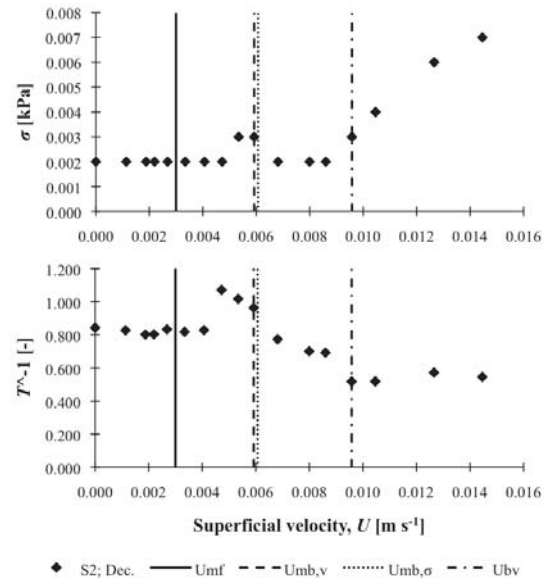 0.008
0.007
0.006
0.005
0.004
0.003
0.002
0.001
0.000
σ [kPa]
0.000 0.002 0.004 0.006 0.008 0.010 0.012 0.014 0.016
1.200
1.000
0.800
0.600
0.400
0.200
0.000
T^-1 [-]
0.000 0.002 0.004 0.006 0.008 0.010 0.012 0.014 0.016
Superficial velocity, U [m s⁻¹]
S2; Dec. Umf Umb,v Umb,σ Ubv